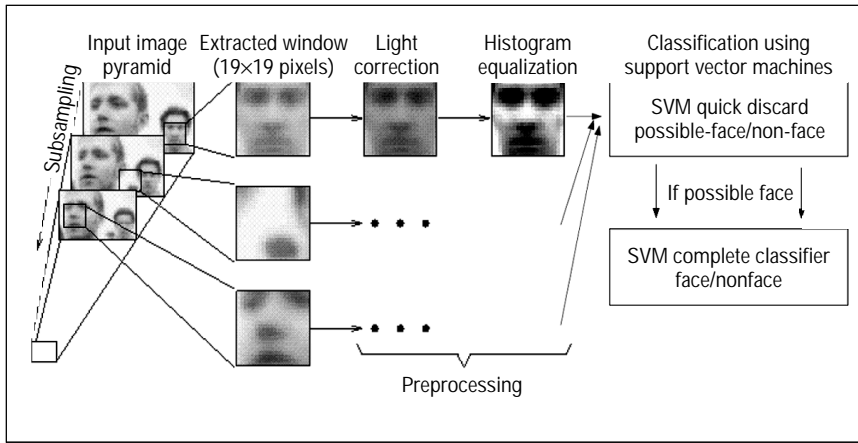 Input image
pyramid
Extracted window
(19×19 pixels)
Light
correction
Histogram
equalization
Classification using
support vector machines
Subsampling
SVM quick discard
possible-face/non-face
If possible face
SVM complete classifier
face/nonface
Preprocessing